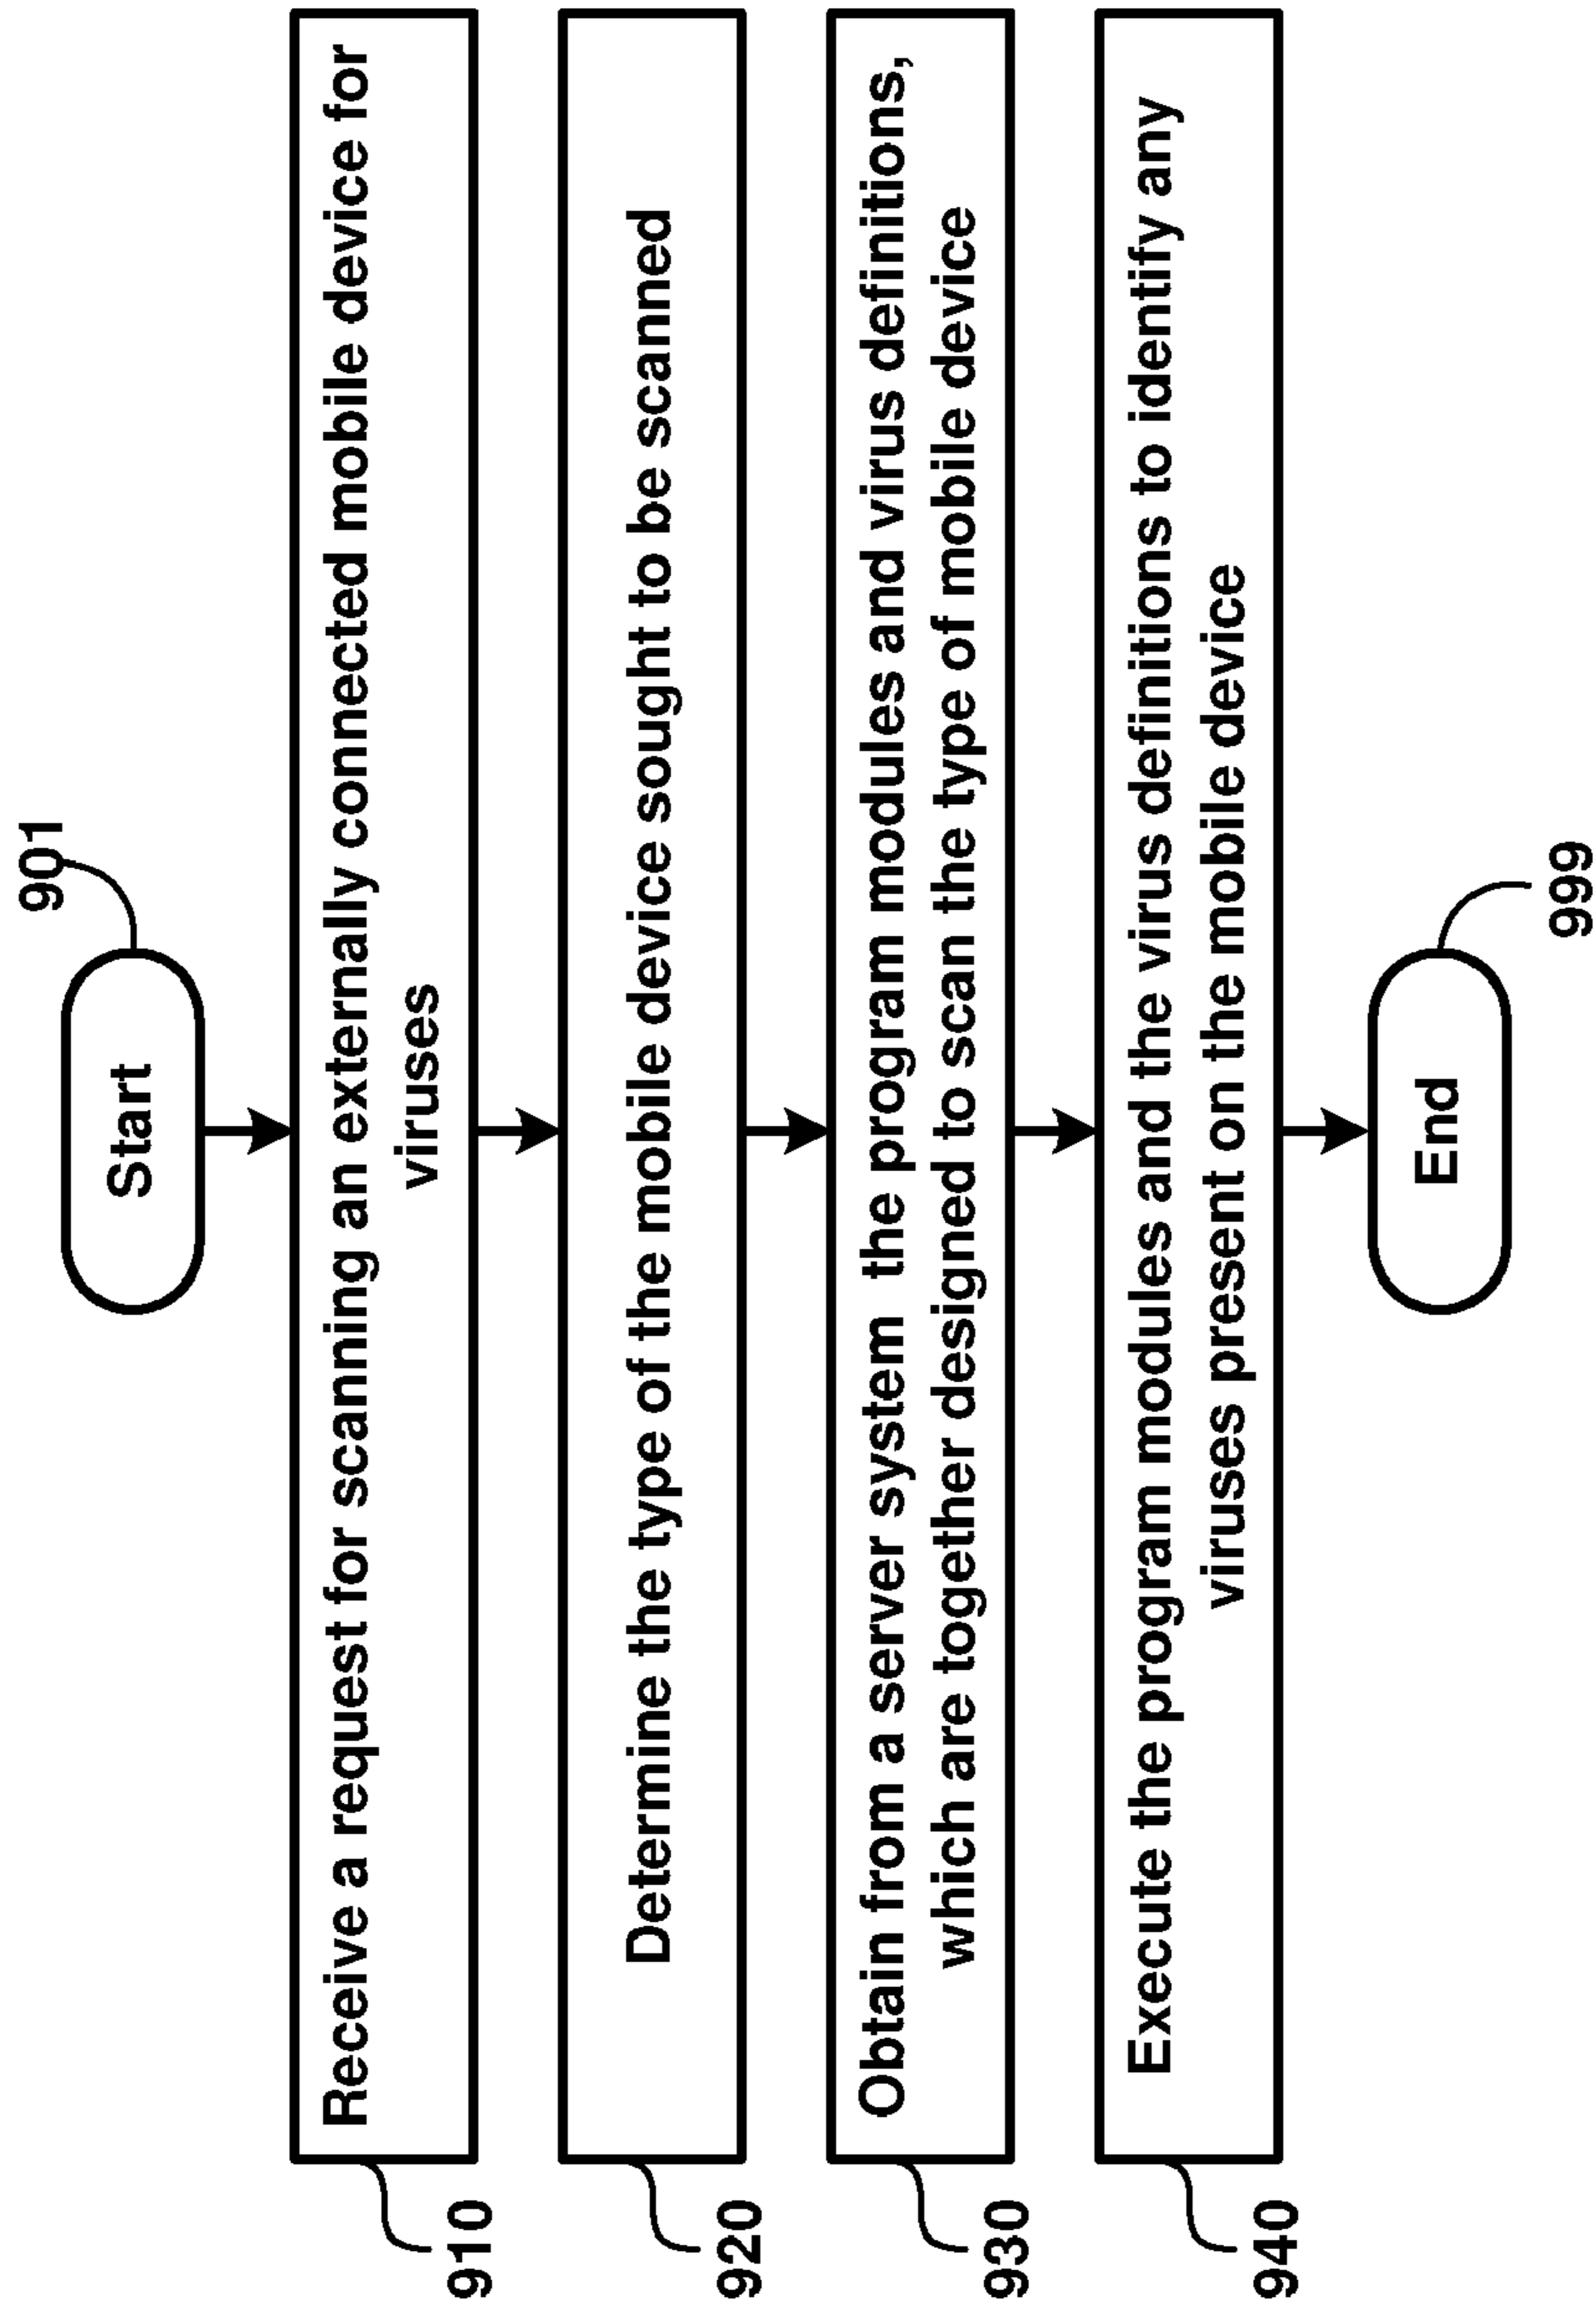 901
Start
Receive a request for scanning an externally connected mobile device for
viruses
910
Determine the type of the mobile device sought to be scanned
920
Obtain from a server system the program modules and virus definitions,
which are together designed to scan the type of mobile device
930
Execute the program modules and the virus definitions to identify any
viruses present on the mobile device
940
End
999